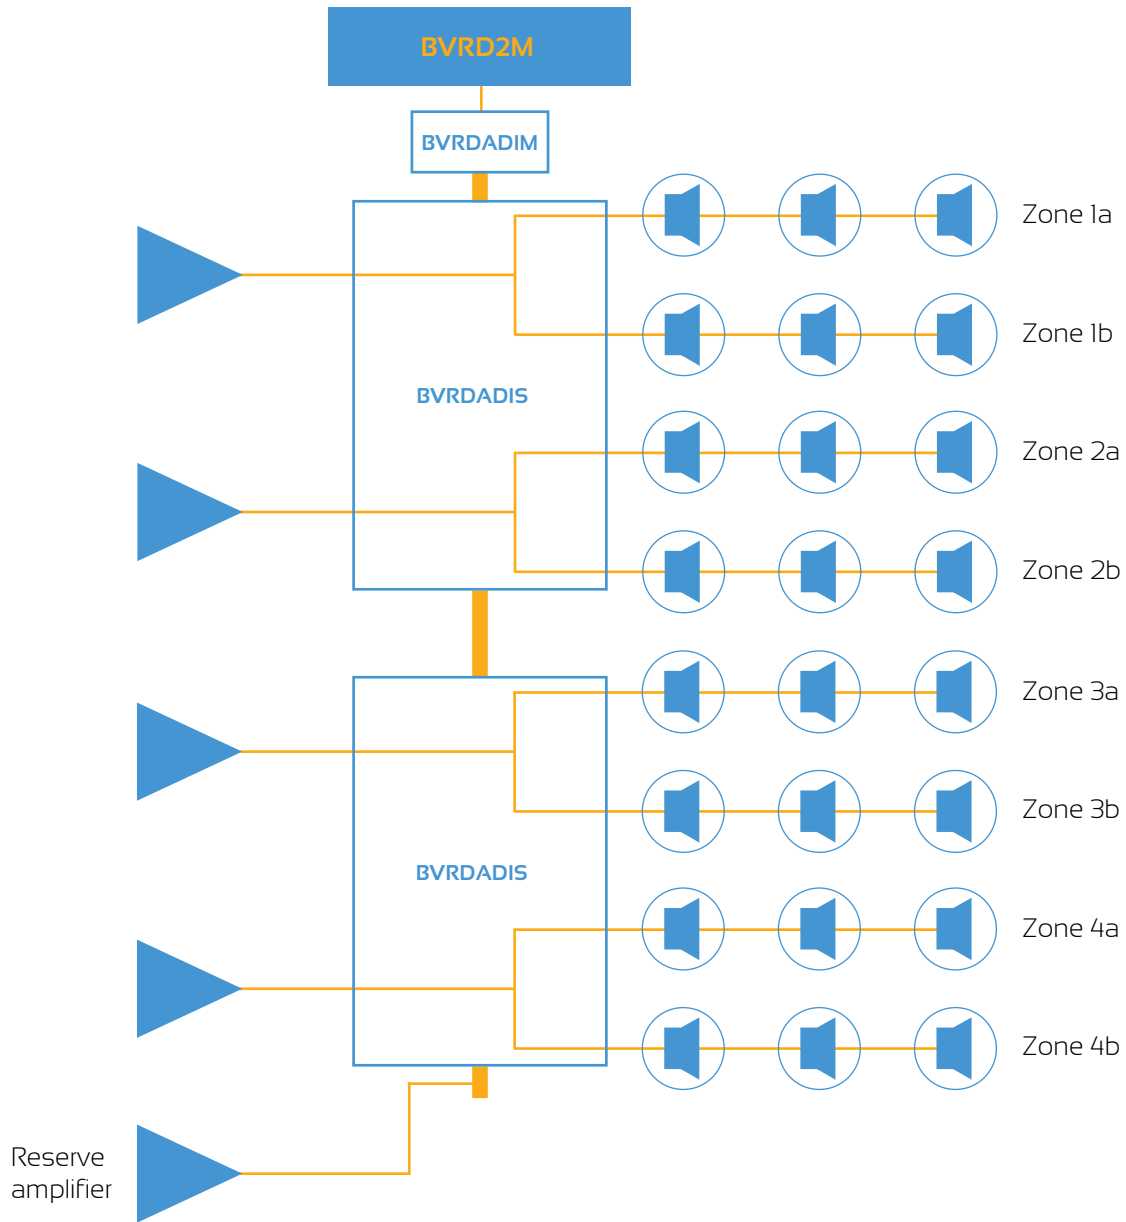 BVRD2M
BVRDADIM
Zone 1a
Zone 1b
BVRDADIS
Zone 2a
Zone 2b
Zone 3a
Zone 3b
BVRDADIS
Zone 4a
Zone 4b
Reserve
amplifier